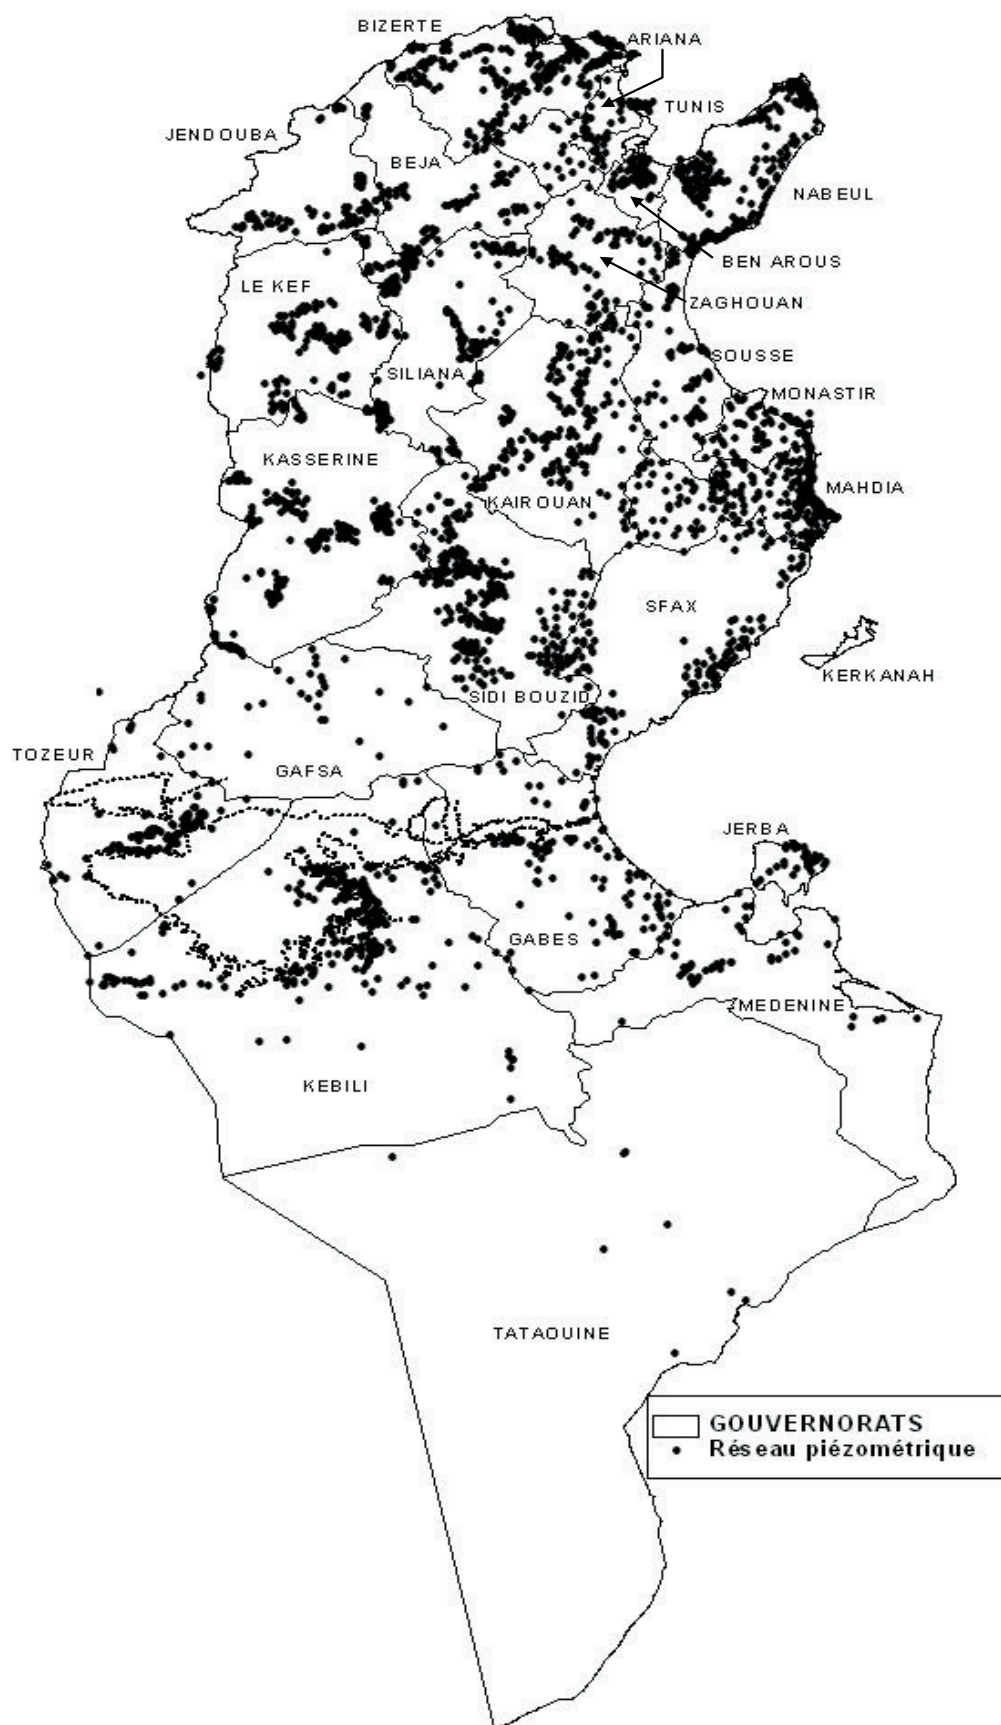 BIZERTE
ARIANA
TUNIS
JENDOUBA
BEJA
NABEUL
BEN AROUS
LE KEF
ZAGHOUAN
SOUSSE
SILIANA
MONASTIR
KASSERINE
MAHDIA
KAIROUAN
SFAX
KERKANAH
SIDI BOUZID
TOZEUR
GAFSA
JERBA
GABES
MEDENINE
KEBILI
TATAOUINE
GOUVERNORATS
Réseau piézométrique